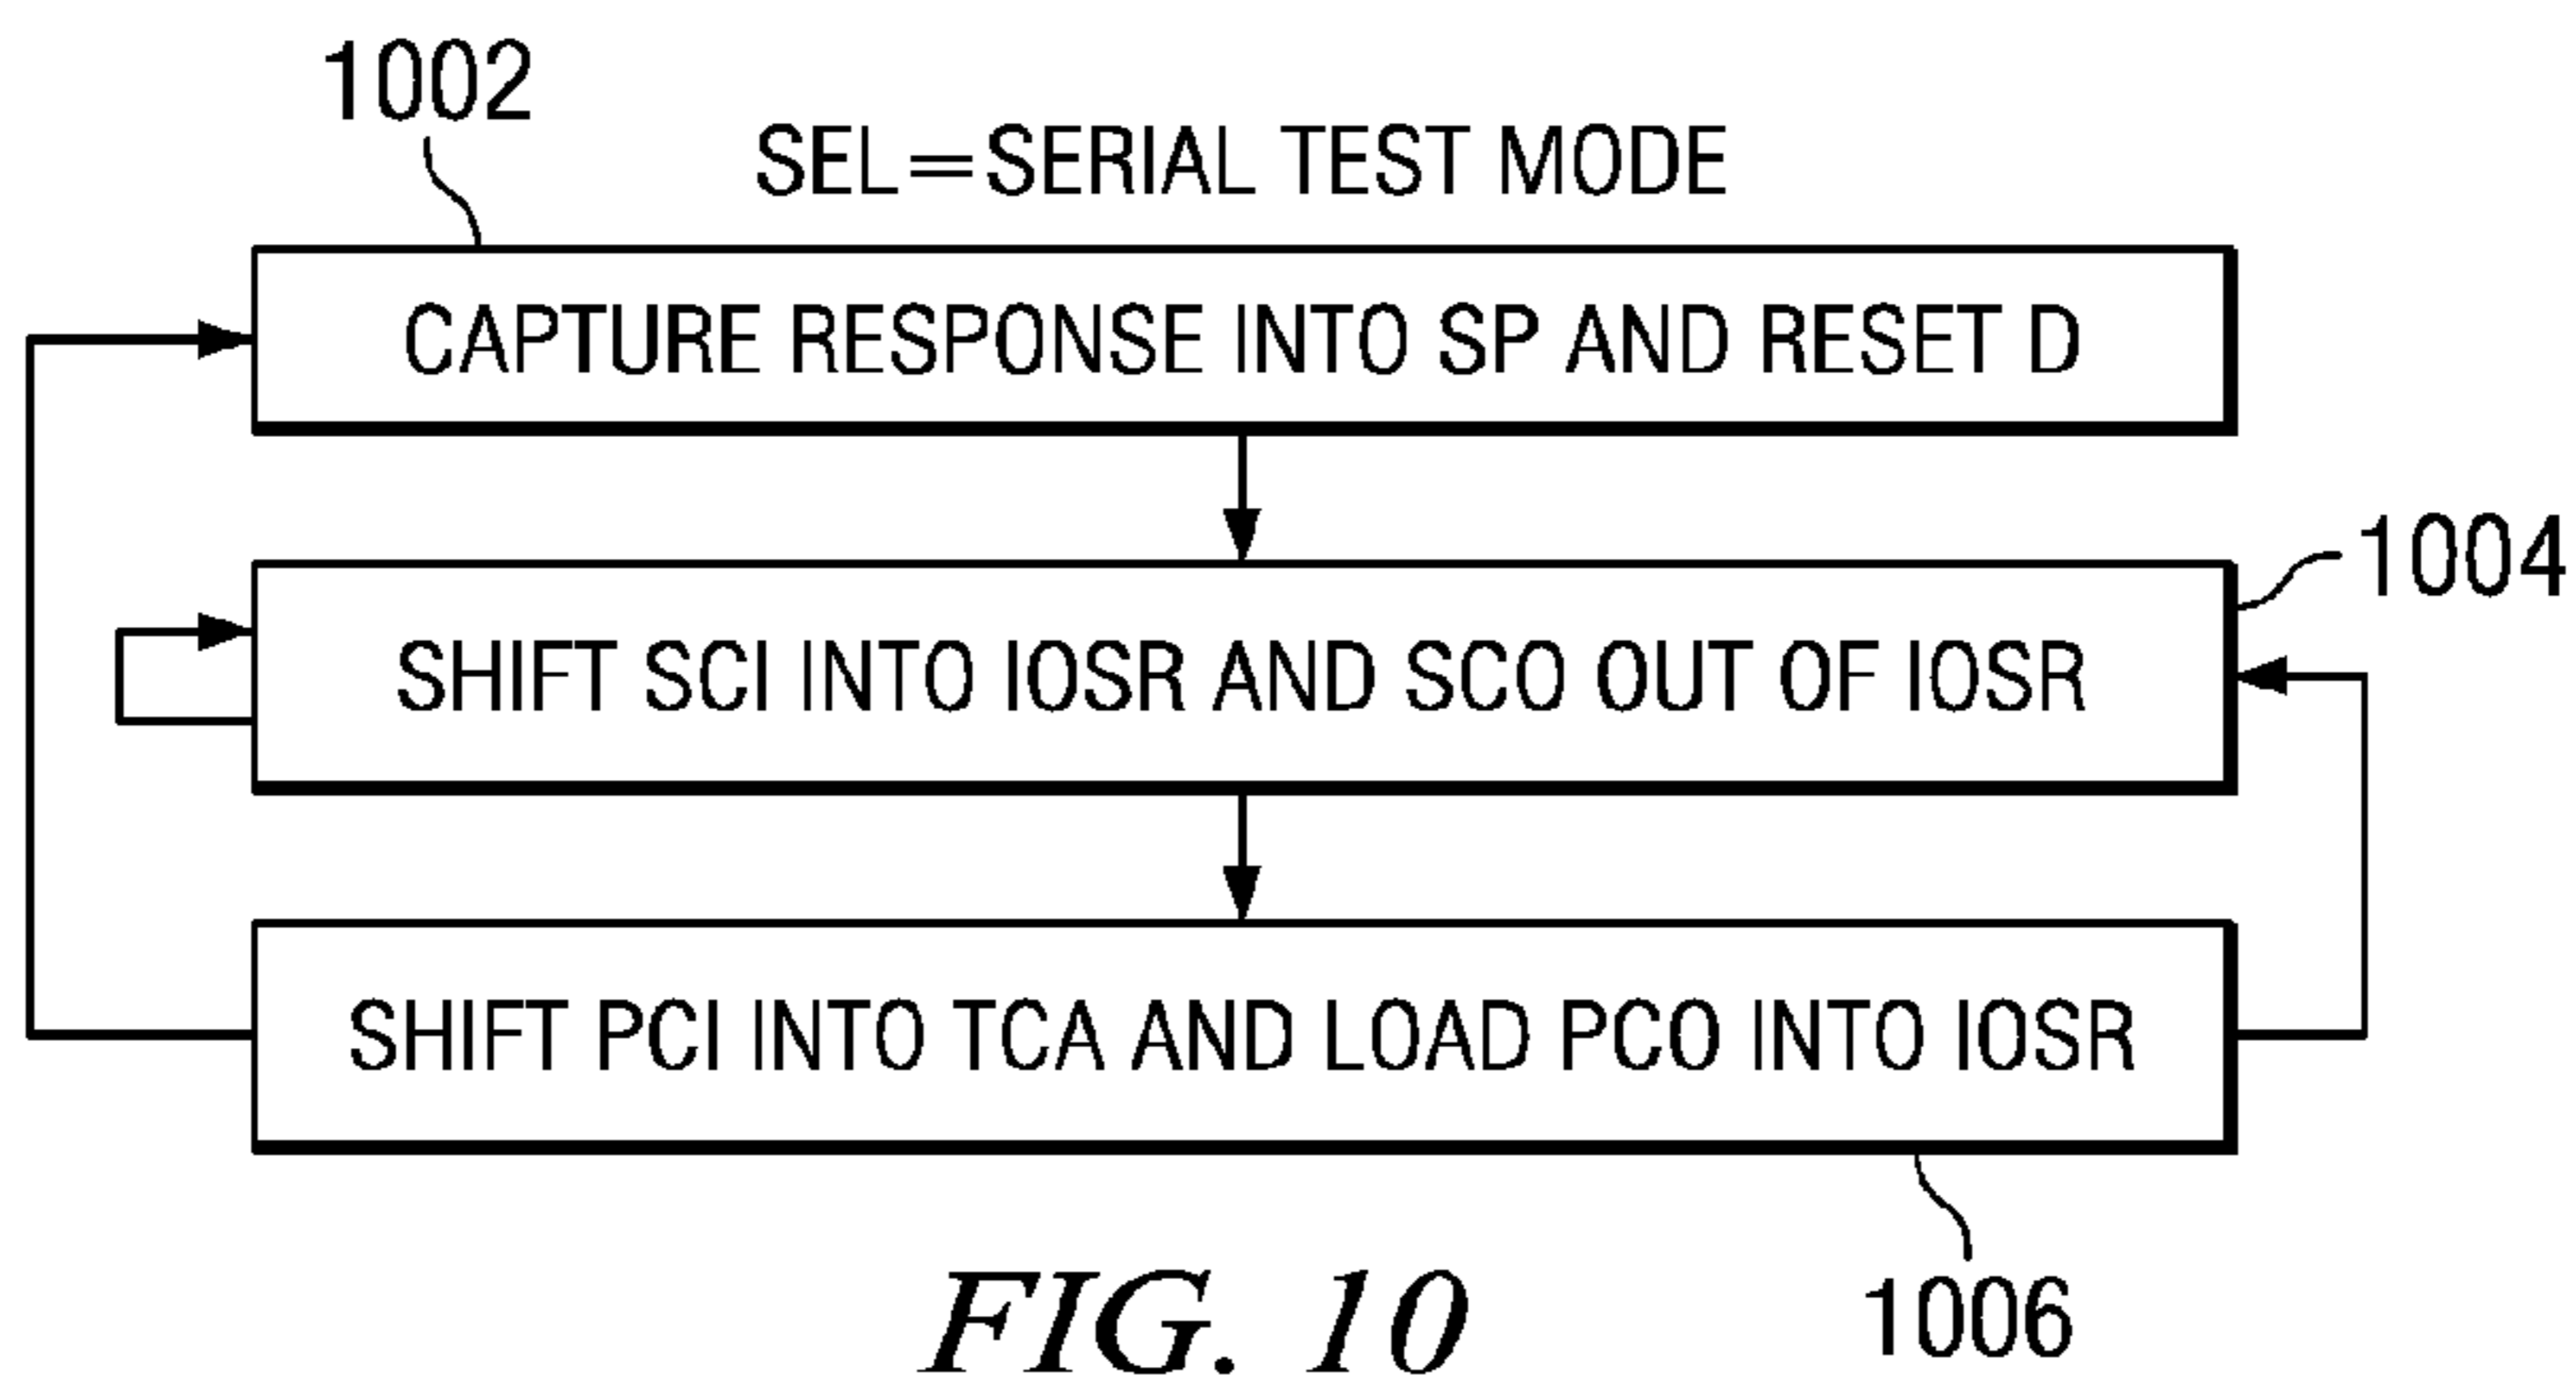 1002
SEL=SERIAL TEST MODE
CAPTURE RESPONSE INTO SP AND RESET D
SHIFT SCI INTO IOSR AND SCO OUT OF IOSR
1004
SHIFT PCI INTO TCA AND LOAD PCO INTO IOSR
1006
FIG. 10